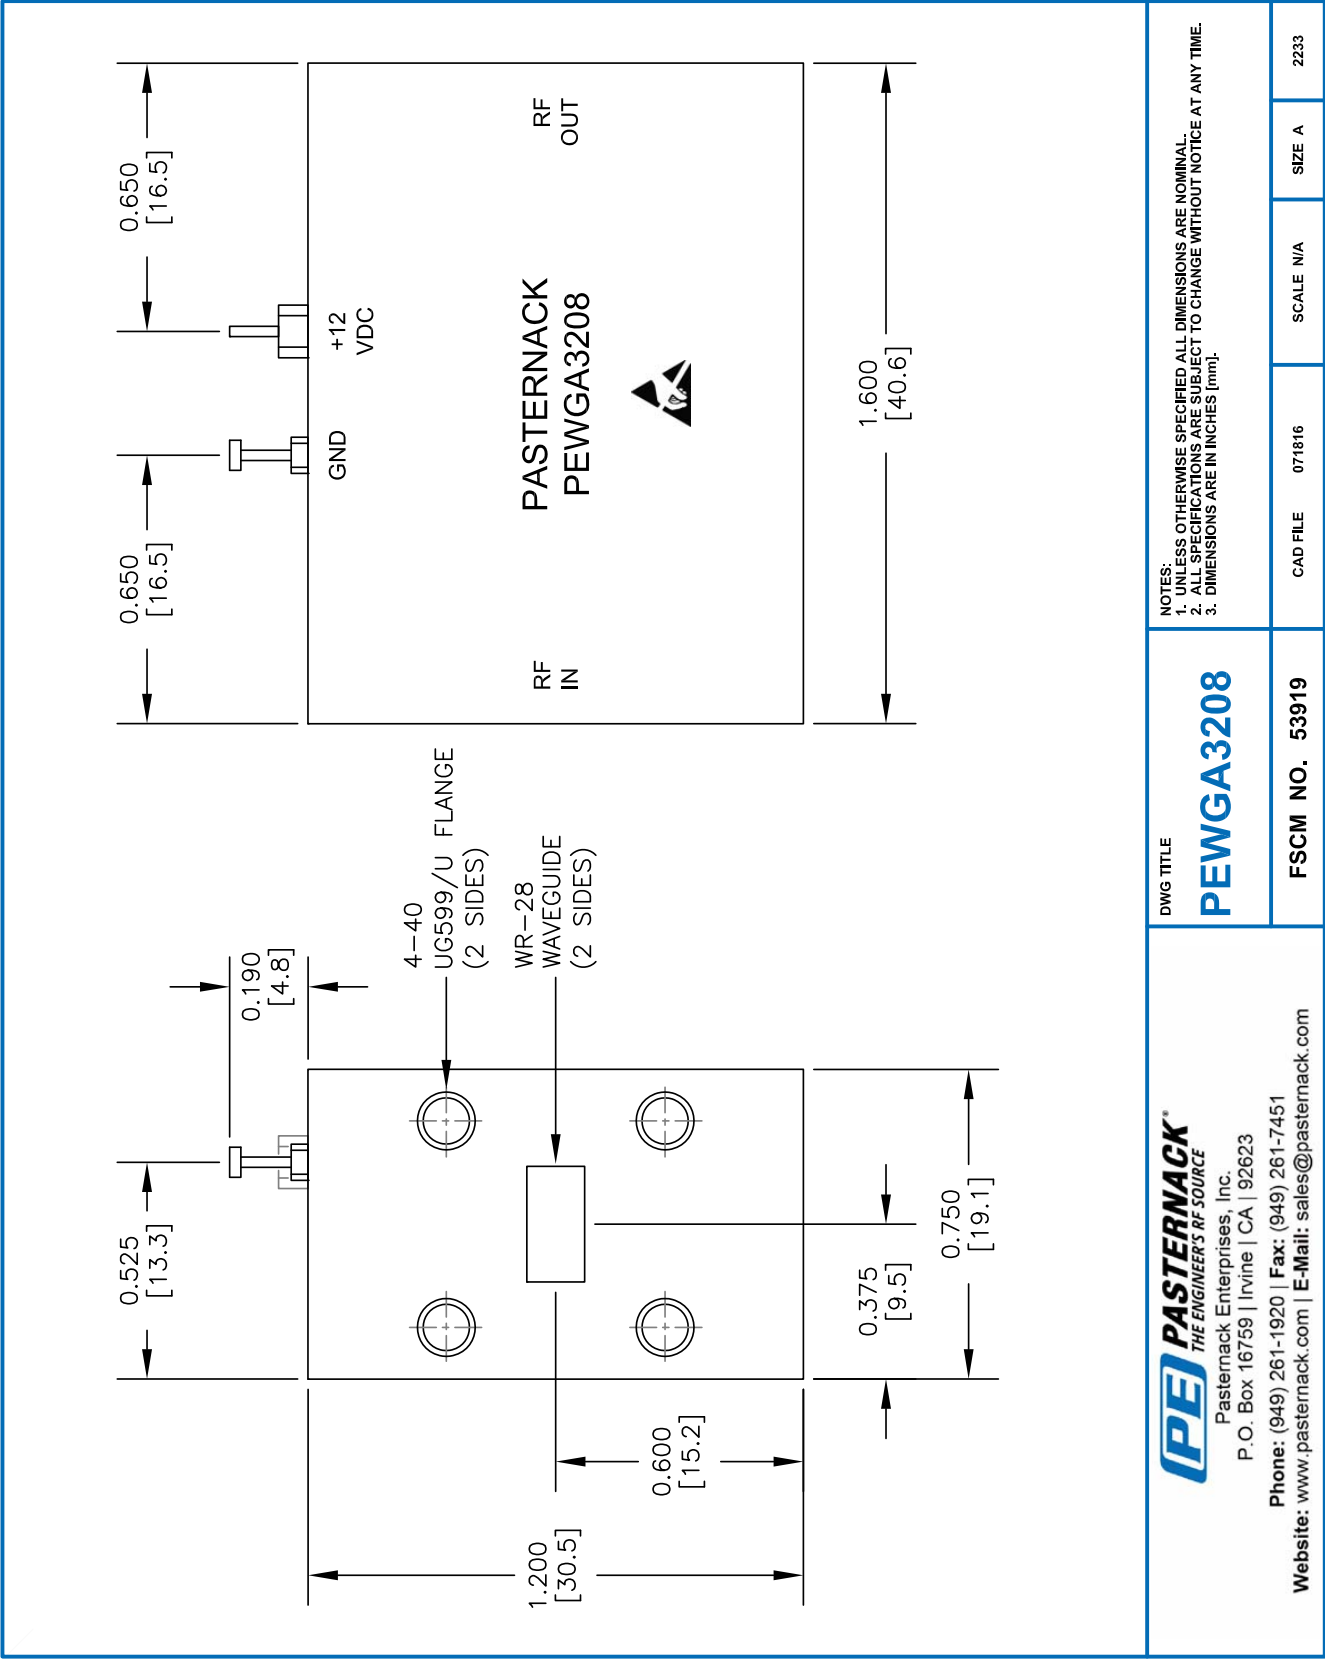 0.525
[13.3]
0.190
[4.8]
4-40
UG599/U FLANGE
(2 SIDES)
WR-28
WAVEGUIDE
(2 SIDES)
1.200
[30.5]
0.600
[15.2]
0.375
[9.5]
0.750
[19.1]
0.650
[16.5]
0.650
[16.5]
GND
+12
VDC
RF
IN
PASTERNACK
PEWGA3208
RF
OUT
1.600
[40.6]
PE PASTERNACK®
THE ENGINEER'S RF SOURCE
Pasternack Enterprises, Inc.
P.O. Box 16759 | Irvine | CA | 92623
Phone: (949) 261-1920 | Fax: (949) 261-7451
Website: www.pasternack.com | E-Mail: sales@pasternack.com
DWG TITLE
PEWGA3208
FSCM NO. 53919
NOTES:
1. UNLESS OTHERWISE SPECIFIED ALL DIMENSIONS ARE NOMINAL.
2. ALL SPECIFICATIONS ARE SUBJECT TO CHANGE WITHOUT NOTICE AT ANY TIME.
3. DIMENSIONS ARE IN INCHES [mm].
CAD FILE 071816
SCALE N/A
SIZE A
2233